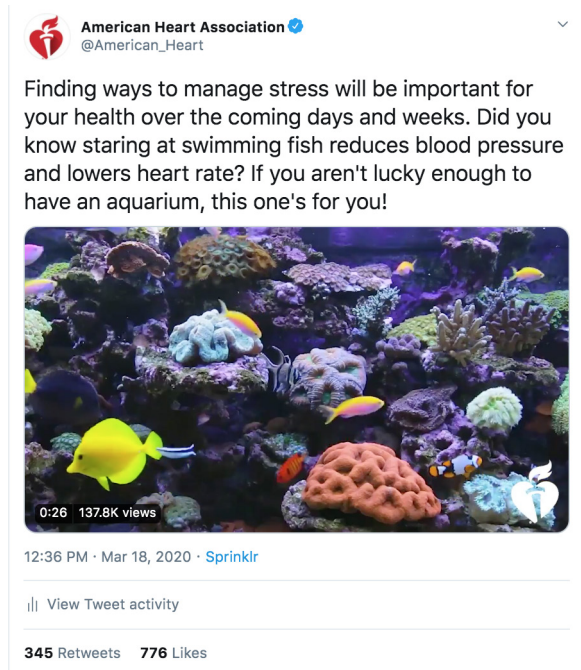 American Heart Association
@American_Heart
Finding ways to manage stress will be important for
your health over the coming days and weeks. Did you
know staring at swimming fish reduces blood pressure
and lowers heart rate? If you aren't lucky enough to
have an aquarium, this one's for you!
0:26 137.8K views
12:36 PM · Mar 18, 2020 · Sprinklr
View Tweet activity
345 Retweets 776 Likes